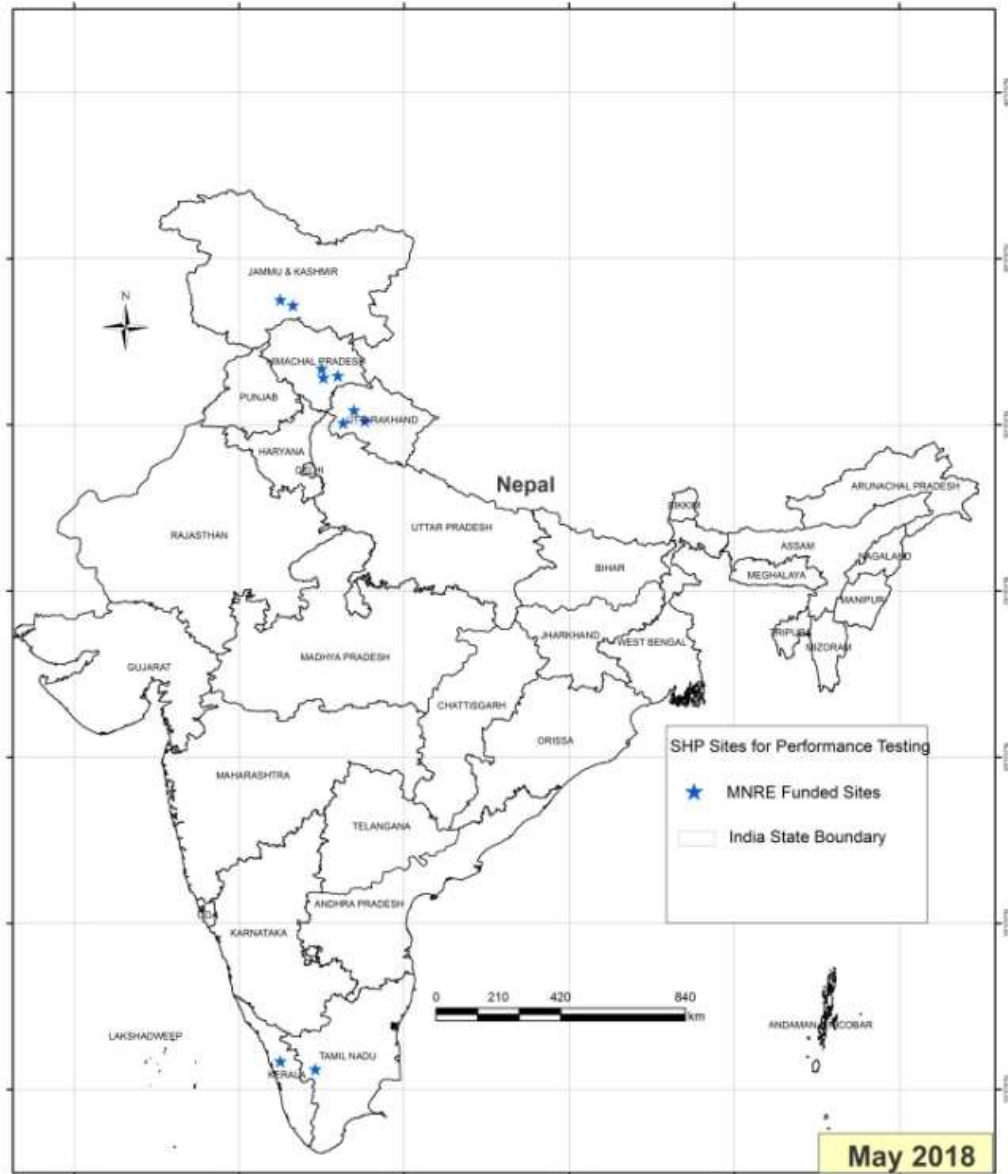 JAMMU & KASHMIR
N
HIMACHAL PRADESH
PUNJAB
UTTARAKHAND
HARYANA
DELHI
Nepal
ARUNACHAL PRADESH
SIKKIM
RAJASTHAN
UTTAR PRADESH
ASSAM
NAGALAND
BIHAR
MEGHALAYA
MANIPUR
TRIPURA
MIZORAM
JHARKHAND
WEST BENGAL
MADHYA PRADESH
GUJARAT
CHATTISGARH
ORISSA
SHP Sites for Performance Testing
MNRE Funded Sites
India State Boundary
MAHARASHTRA
TELANGANA
ANDHRA PRADESH
GOA
KARNATAKA
0 210 420 840
km
ANDAMAN NICOBAR
LAKSHADWEEP
TAMIL NADU
KERALA
May 2018